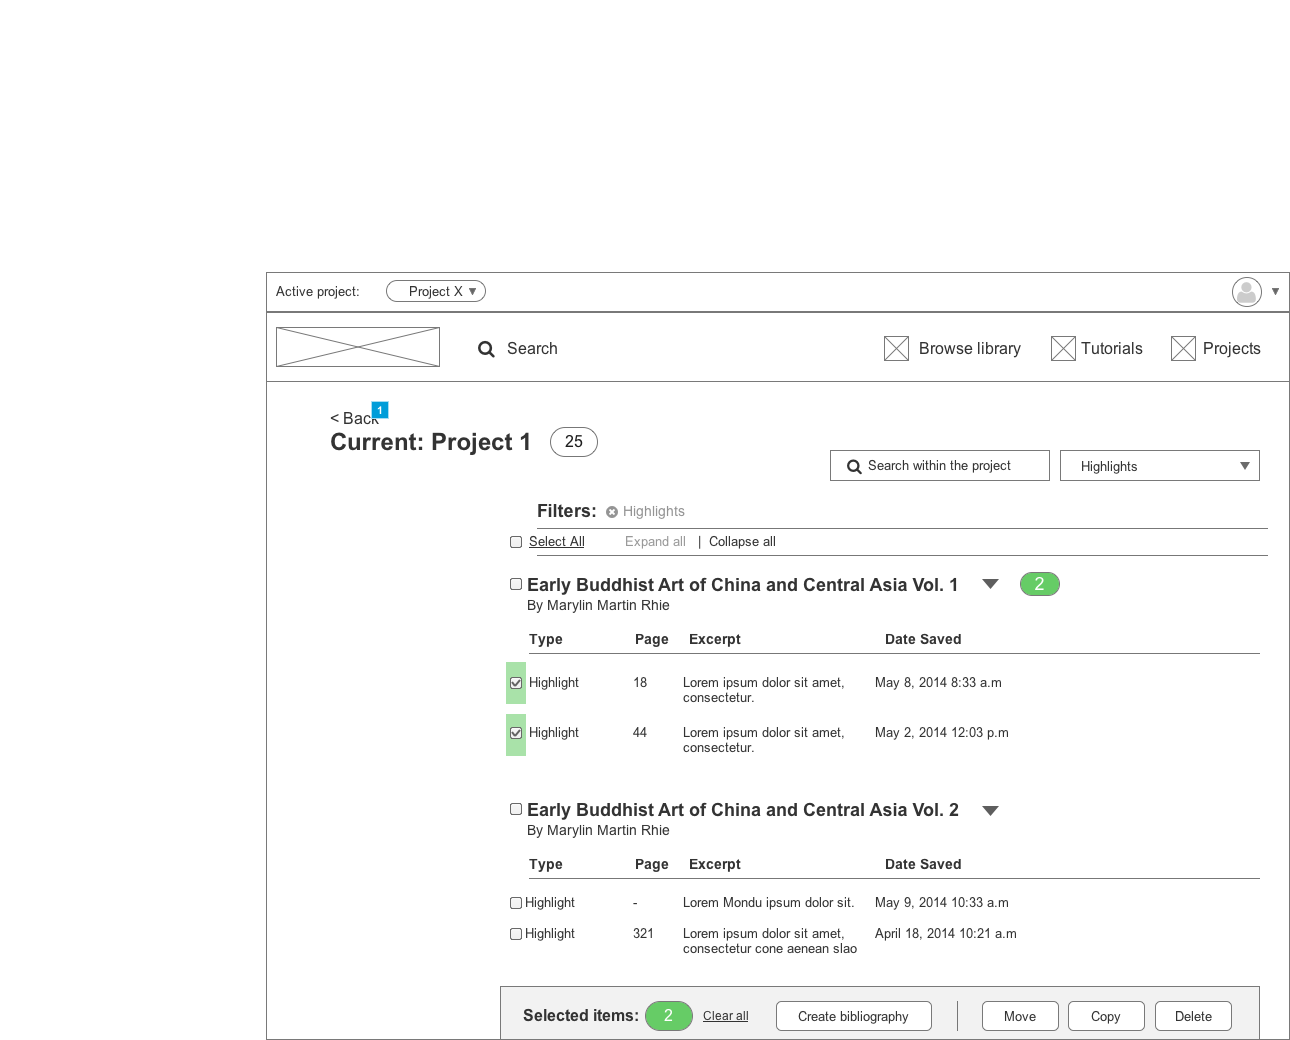 Active project: Project X
Search Browse library Tutorials Projects
< Back 1
Current: Project 1 25
Search within the project Highlights
Filters: Highlights
Select All Expand all | Collapse all
Early Buddhist Art of China and Central Asia Vol. 1 2
By Marylin Martin Rhie
Type Page Excerpt Date Saved
Highlight 18 Lorem ipsum dolor sit amet, May 8, 2014 8:33 a.m
consectetur.
Highlight 44 Lorem ipsum dolor sit amet, May 2, 2014 12:03 p.m
consectetur.
Early Buddhist Art of China and Central Asia Vol. 2
By Marylin Martin Rhie
Type Page Excerpt Date Saved
Highlight - Lorem Mondu ipsum dolor sit. May 9, 2014 10:33 a.m
Highlight 321 Lorem ipsum dolor sit amet, April 18, 2014 10:21 a.m
consectetur cone aenean slao
Selected items: 2 Clear all Create bibliography Move Copy Delete